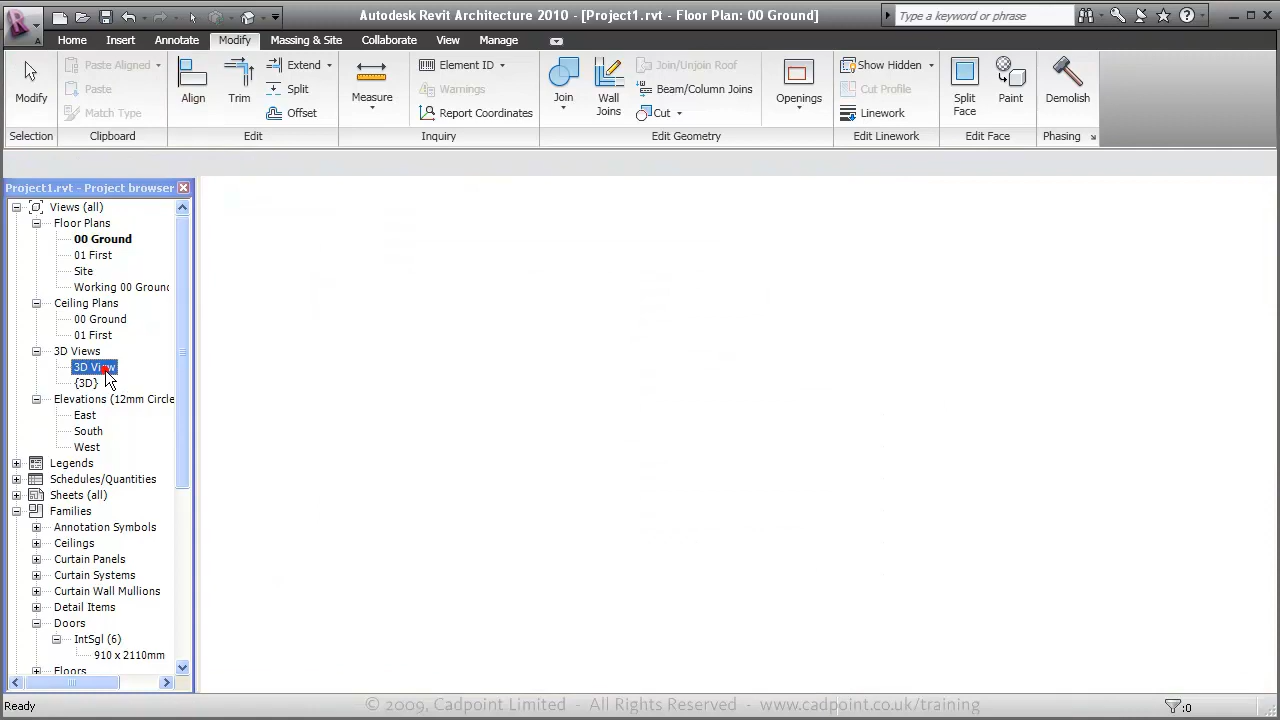 Autodesk Revit Architecture 2010 - [Project1.rvt - Floor Plan: 00 Ground]
Type a keyword or phrase
Home Insert Annotate Modify Massing & Site Collaborate View Manage
Modify
Paste Aligned
Paste
Match Type
Align
Trim
Extend
Split
Offset
Measure
Element ID
Warnings
Report Coordinates
Join
Wall Joins
Join/Unjoin Roof
Beam/Column Joins
Cut
Openings
Show Hidden
Cut Profile
Linework
Split Face
Paint
Demolish
Selection Clipboard Edit Inquiry Edit Geometry Edit Linework Edit Face Phasing
Project1.rvt - Project browser
Views (all)
Floor Plans
00 Ground
01 First
Site
Working 00 Ground
Ceiling Plans
00 Ground
01 First
3D Views
3D View
{3D}
Elevations (12mm Circle
East
South
West
Legends
Schedules/Quantities
Sheets (all)
Families
Annotation Symbols
Ceilings
Curtain Panels
Curtain Systems
Curtain Wall Mullions
Detail Items
Doors
IntSgl (6)
910 x 2110mm
Floors
Ready
© 2009, Cadpoint Limited - All Rights Reserved - www.cadpoint.co.uk/training
:0